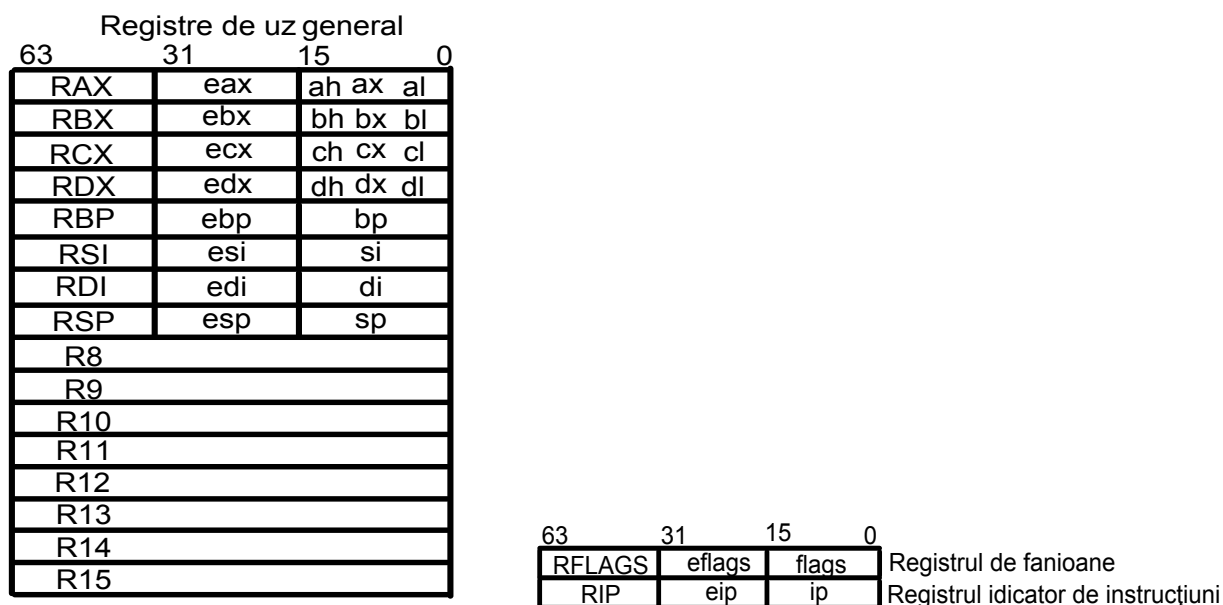 Registre de uz general
63 31 15 0
RAX eax ah ax al
RBX ebx bh bx bl
RCX ecx ch cx cl
RDX edx dh dx dl
RBP ebp bp
RSI esi si
RDI edi di
RSP esp sp
R8
R9
R10
R11
R12
R13
R14
R15
63 31 15 0
RFLAGS eflags flags Registrul de fanioane
RIP eip ip Registrul idicator de instrucțiuni